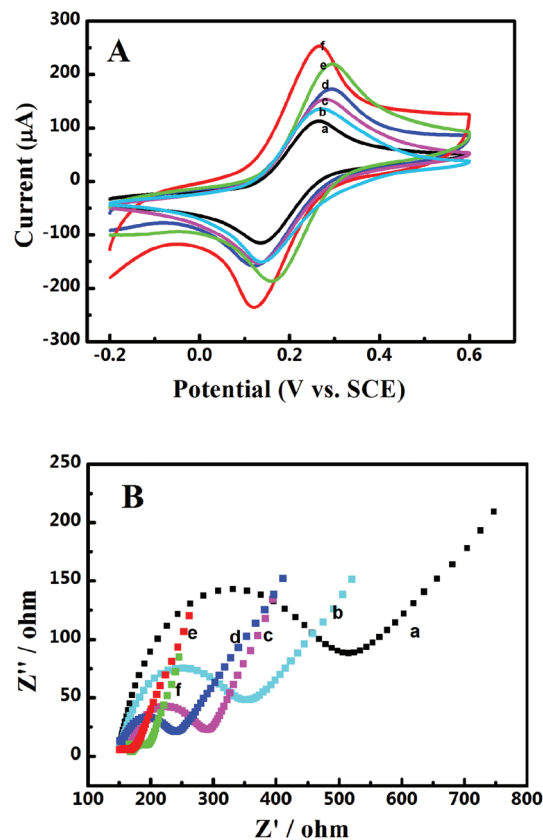 A
300
200
100
0
-100
-200
-300
Current (μA)
f
e
d
c
b
a
-0.2 0.0 0.2 0.4 0.6
Potential (V vs. SCE)
B
250
200
150
100
50
0
Z'' / ohm
e
f
d
c
b
a
100 200 300 400 500 600 700 800
Z' / ohm